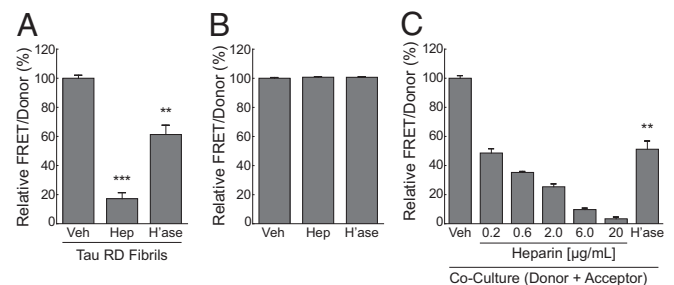 A
B
C
Relative FRET/Donor (%)
120
100
80
60
40
20
0
***
**
Veh Hep H'ase
Tau RD Fibrils
Relative FRET/Donor (%)
120
100
80
60
40
20
0
Veh Hep H'ase
Relative FRET/Donor (%)
120
100
80
60
40
20
0
**
Veh 0.2 0.6 2.0 6.0 20 H'ase
Heparin [µg/mL]
Co-Culture (Donor + Acceptor)